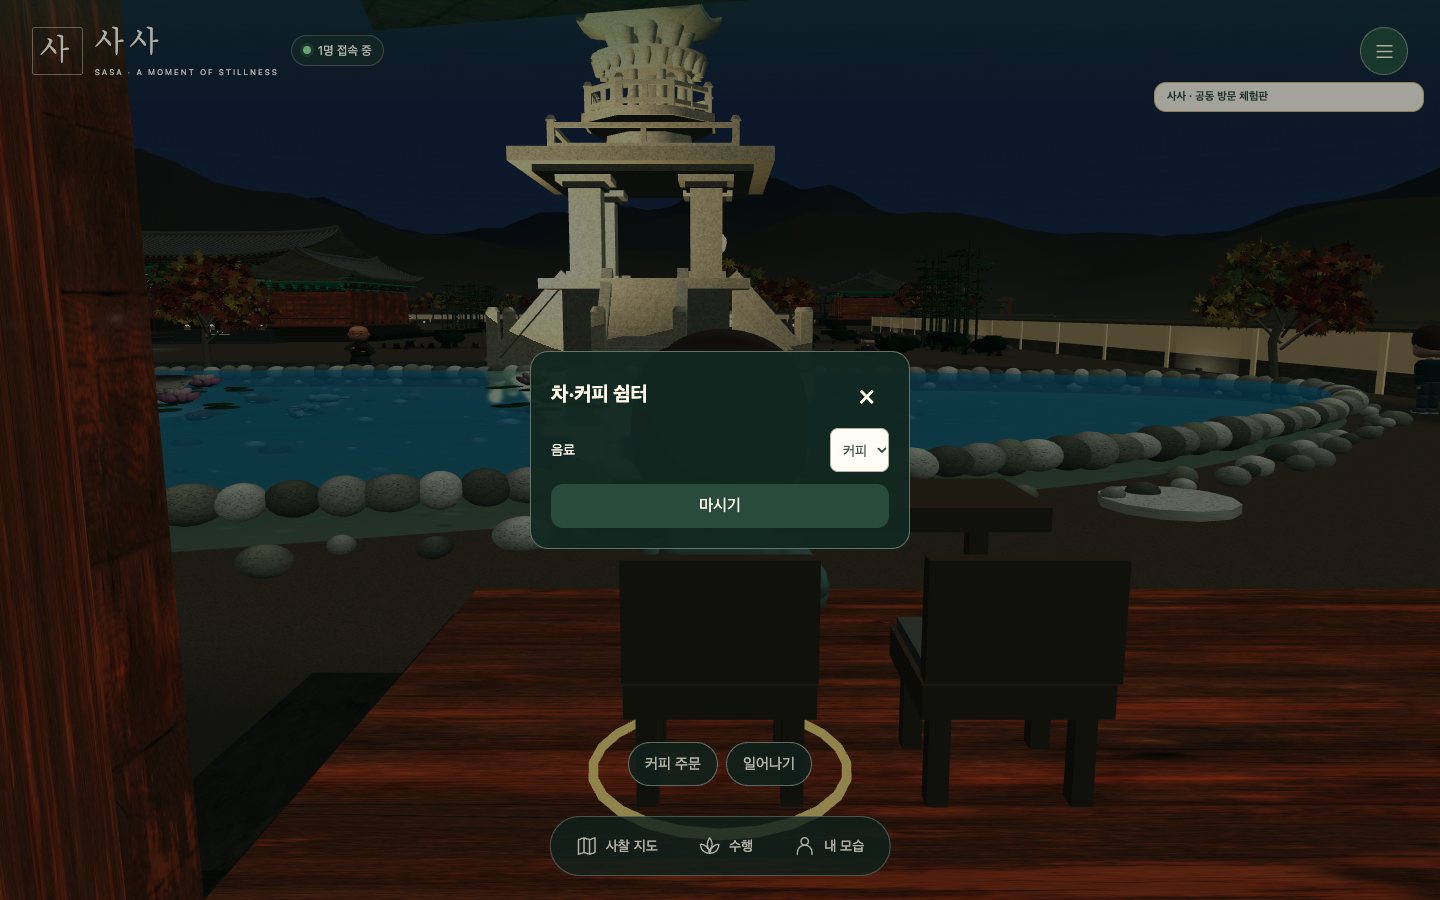 사
사사
SASA · A MOMENT OF STILLNESS
1명 접속 중
사사 · 공동 방문 체험판
차·커피 쉼터
음료
커피
마시기
커피 주문
일어나기
사찰 지도
수행
내 모습